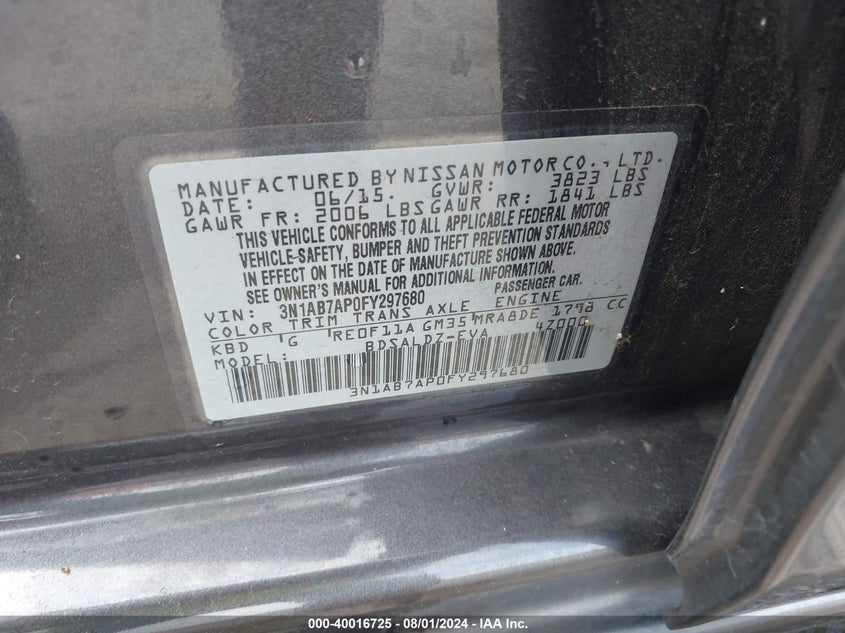 MANUFACTURED BY NISSAN MOTOR CO., LTD.
DATE: 06/15. GVWR: 3823 LBS
GAWR FR: 2006 LBS GAWR RR: 1841 LBS
THIS VEHICLE CONFORMS TO ALL APPLICABLE FEDERAL MOTOR
VEHICLE-SAFETY, BUMPER AND THEFT PREVENTION STANDARDS
IN EFFECT ON THE DATE OF MANUFACTURE SHOWN ABOVE.
SEE OWNER'S MANUAL FOR ADDITIONAL INFORMATION.
VIN: 3N1AB7AP0FY297680 PASSENGER CAR.
COLOR TRIM TRANS AXLE ENGINE
KBD G RE0F11A GM35 MRA8DE 1798 CC
MODEL: BDSALDZ-EVA 4Z000
3N1AB7AP0FY297680
000-40016725 - 08/01/2024 - IAA Inc.